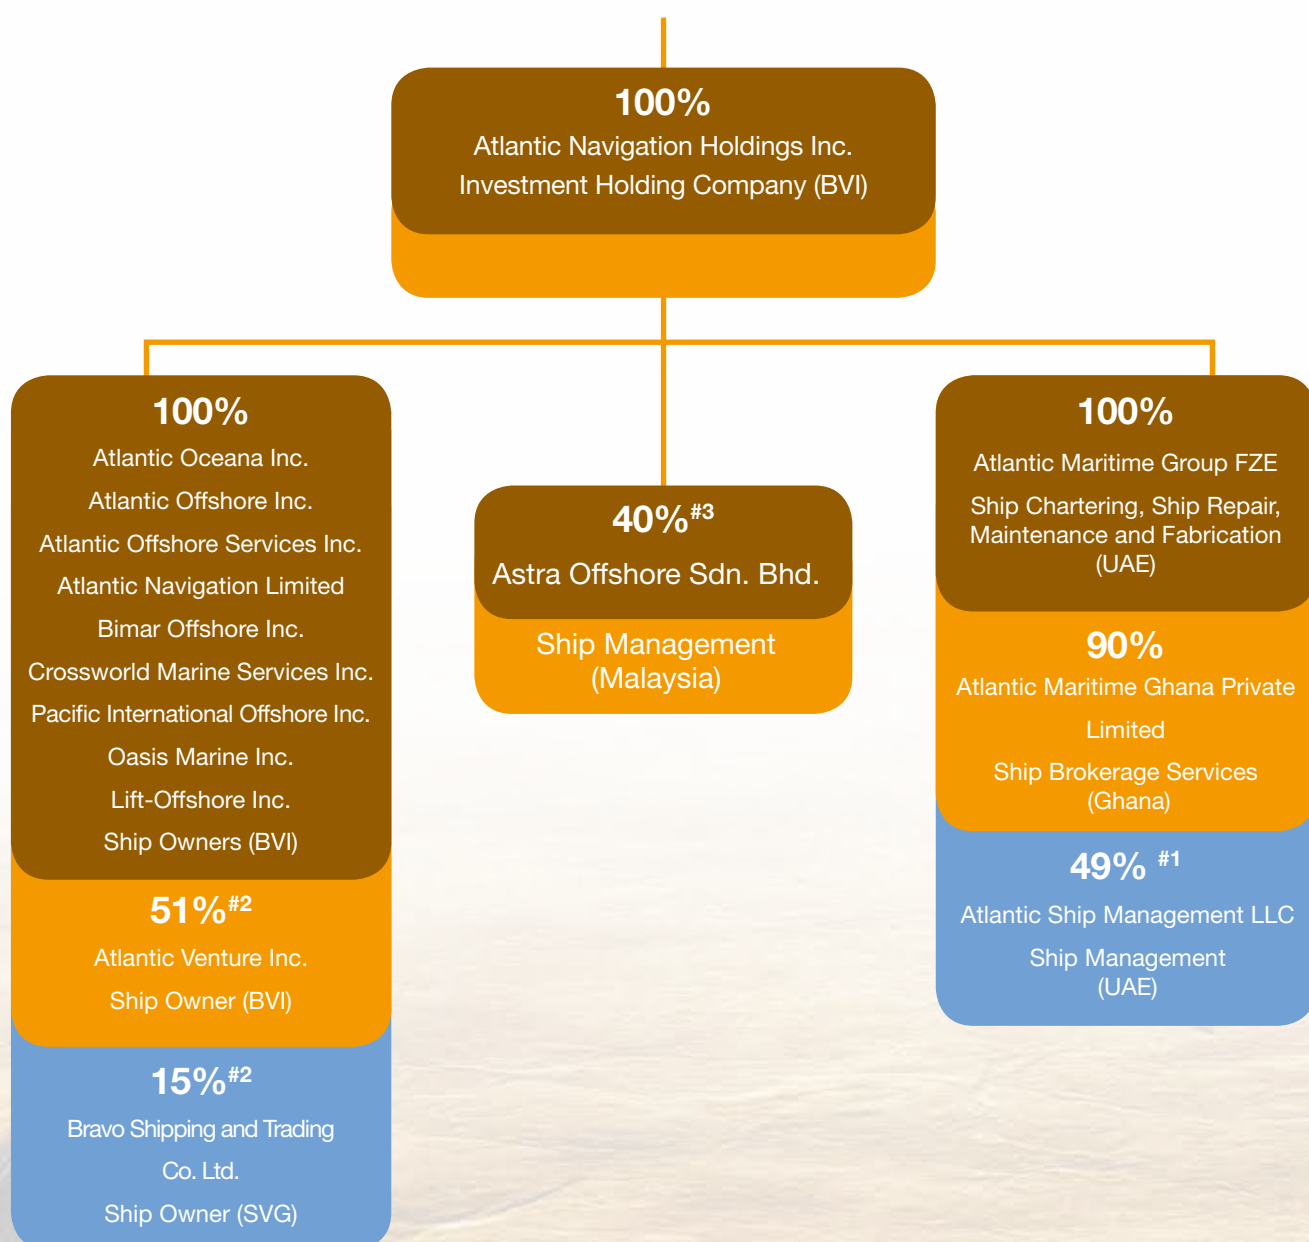 100%
Atlantic Navigation Holdings Inc.
Investment Holding Company (BVI)
100%
Atlantic Oceana Inc.
Atlantic Offshore Inc.
Atlantic Offshore Services Inc.
Atlantic Navigation Limited
Bimar Offshore Inc.
Crossworld Marine Services Inc.
Pacific International Offshore Inc.
Oasis Marine Inc.
Lift-Offshore Inc.
Ship Owners (BVI)
51%#2
Atlantic Venture Inc.
Ship Owner (BVI)
15%#2
Bravo Shipping and Trading
Co. Ltd.
Ship Owner (SVG)
40%#3
Astra Offshore Sdn. Bhd.
Ship Management
(Malaysia)
100%
Atlantic Maritime Group FZE
Ship Chartering, Ship Repair,
Maintenance and Fabrication
(UAE)
90%
Atlantic Maritime Ghana Private
Limited
Ship Brokerage Services
(Ghana)
49% #1
Atlantic Ship Management LLC
Ship Management
(UAE)